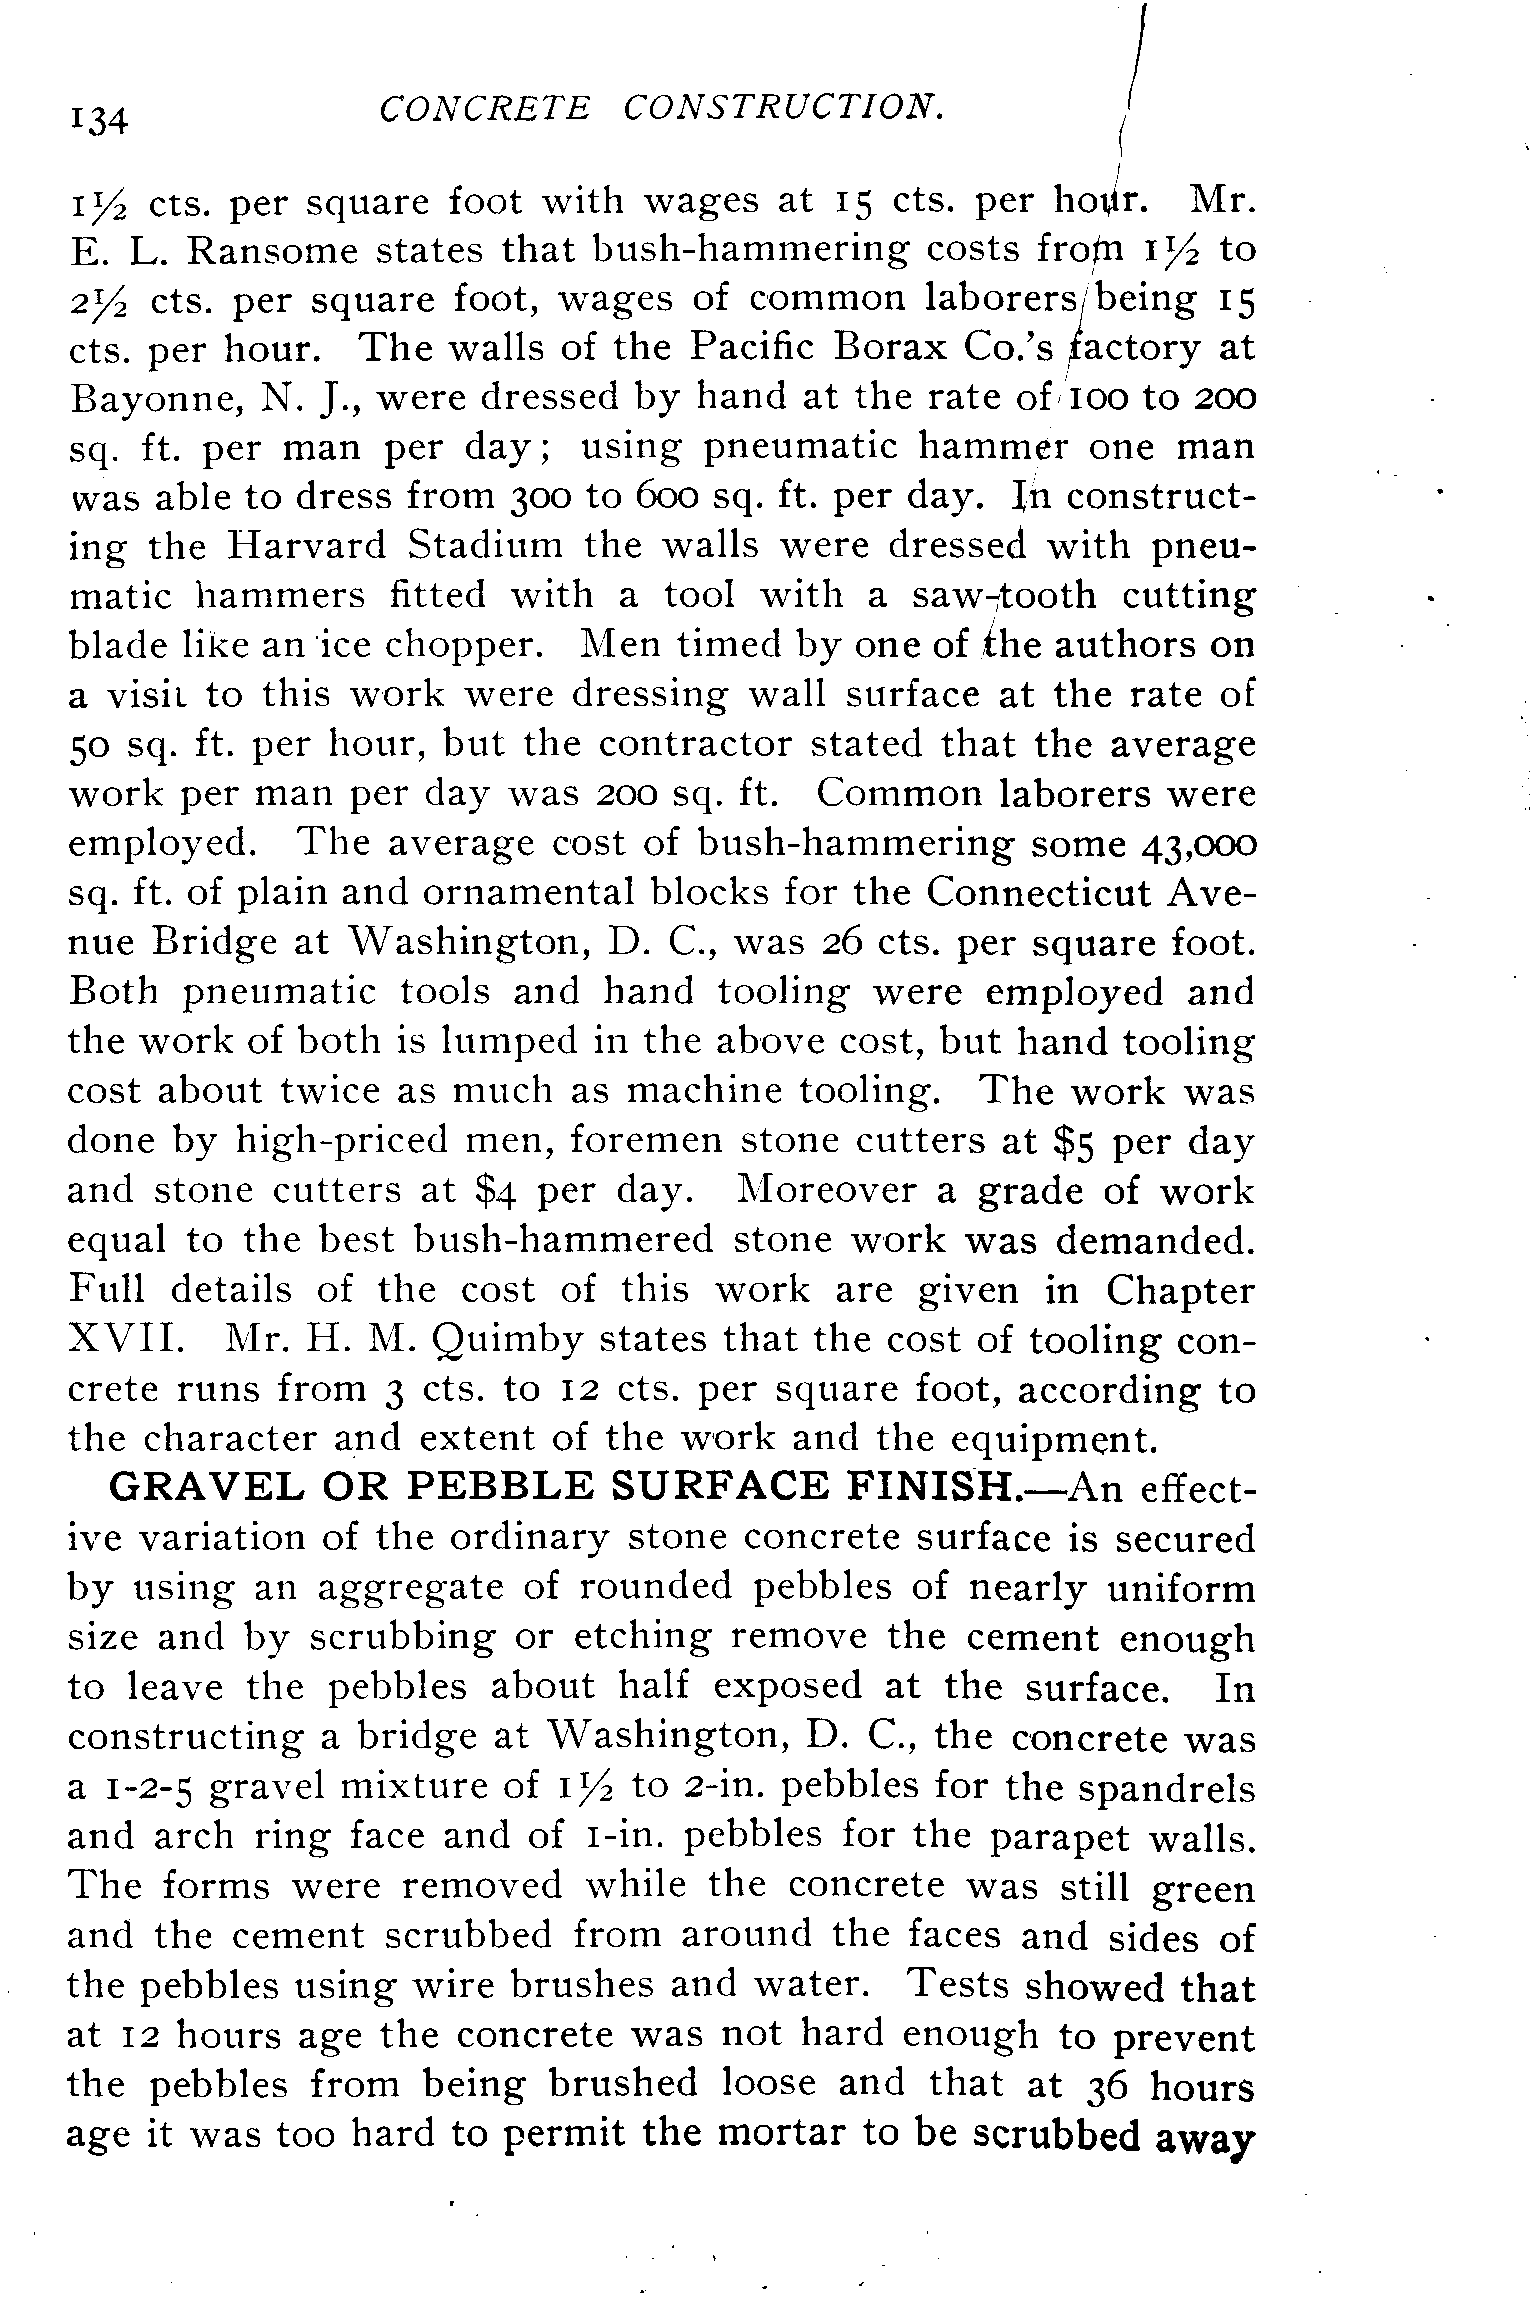 134 CONCRETE CONSTRUCTION.
1½ cts. per square foot with wages at 15 cts. per hour. Mr.
E. L. Ransome states that bush-hammering costs from 1½ to
2½ cts. per square foot, wages of common laborers being 15
cts. per hour. The walls of the Pacific Borax Co.'s factory at
Bayonne, N. J., were dressed by hand at the rate of 100 to 200
sq. ft. per man per day; using pneumatic hammer one man
was able to dress from 300 to 600 sq. ft. per day. In construct-
ing the Harvard Stadium the walls were dressed with pneu-
matic hammers fitted with a tool with a saw-tooth cutting
blade like an ice chopper. Men timed by one of the authors on
a visit to this work were dressing wall surface at the rate of
50 sq. ft. per hour, but the contractor stated that the average
work per man per day was 200 sq. ft. Common laborers were
employed. The average cost of bush-hammering some 43,000
sq. ft. of plain and ornamental blocks for the Connecticut Ave-
nue Bridge at Washington, D. C., was 26 cts. per square foot.
Both pneumatic tools and hand tooling were employed and
the work of both is lumped in the above cost, but hand tooling
cost about twice as much as machine tooling. The work was
done by high-priced men, foremen stone cutters at $5 per day
and stone cutters at $4 per day. Moreover a grade of work
equal to the best bush-hammered stone work was demanded.
Full details of the cost of this work are given in Chapter
XVII. Mr. H. M. Quimby states that the cost of tooling con-
crete runs from 3 cts. to 12 cts. per square foot, according to
the character and extent of the work and the equipment.
GRAVEL OR PEBBLE SURFACE FINISH.—An effect-
ive variation of the ordinary stone concrete surface is secured
by using an aggregate of rounded pebbles of nearly uniform
size and by scrubbing or etching remove the cement enough
to leave the pebbles about half exposed at the surface. In
constructing a bridge at Washington, D. C., the concrete was
a 1-2-5 gravel mixture of 1½ to 2-in. pebbles for the spandrels
and arch ring face and of 1-in. pebbles for the parapet walls.
The forms were removed while the concrete was still green
and the cement scrubbed from around the faces and sides of
the pebbles using wire brushes and water. Tests showed that
at 12 hours age the concrete was not hard enough to prevent
the pebbles from being brushed loose and that at 36 hours
age it was too hard to permit the mortar to be scrubbed away